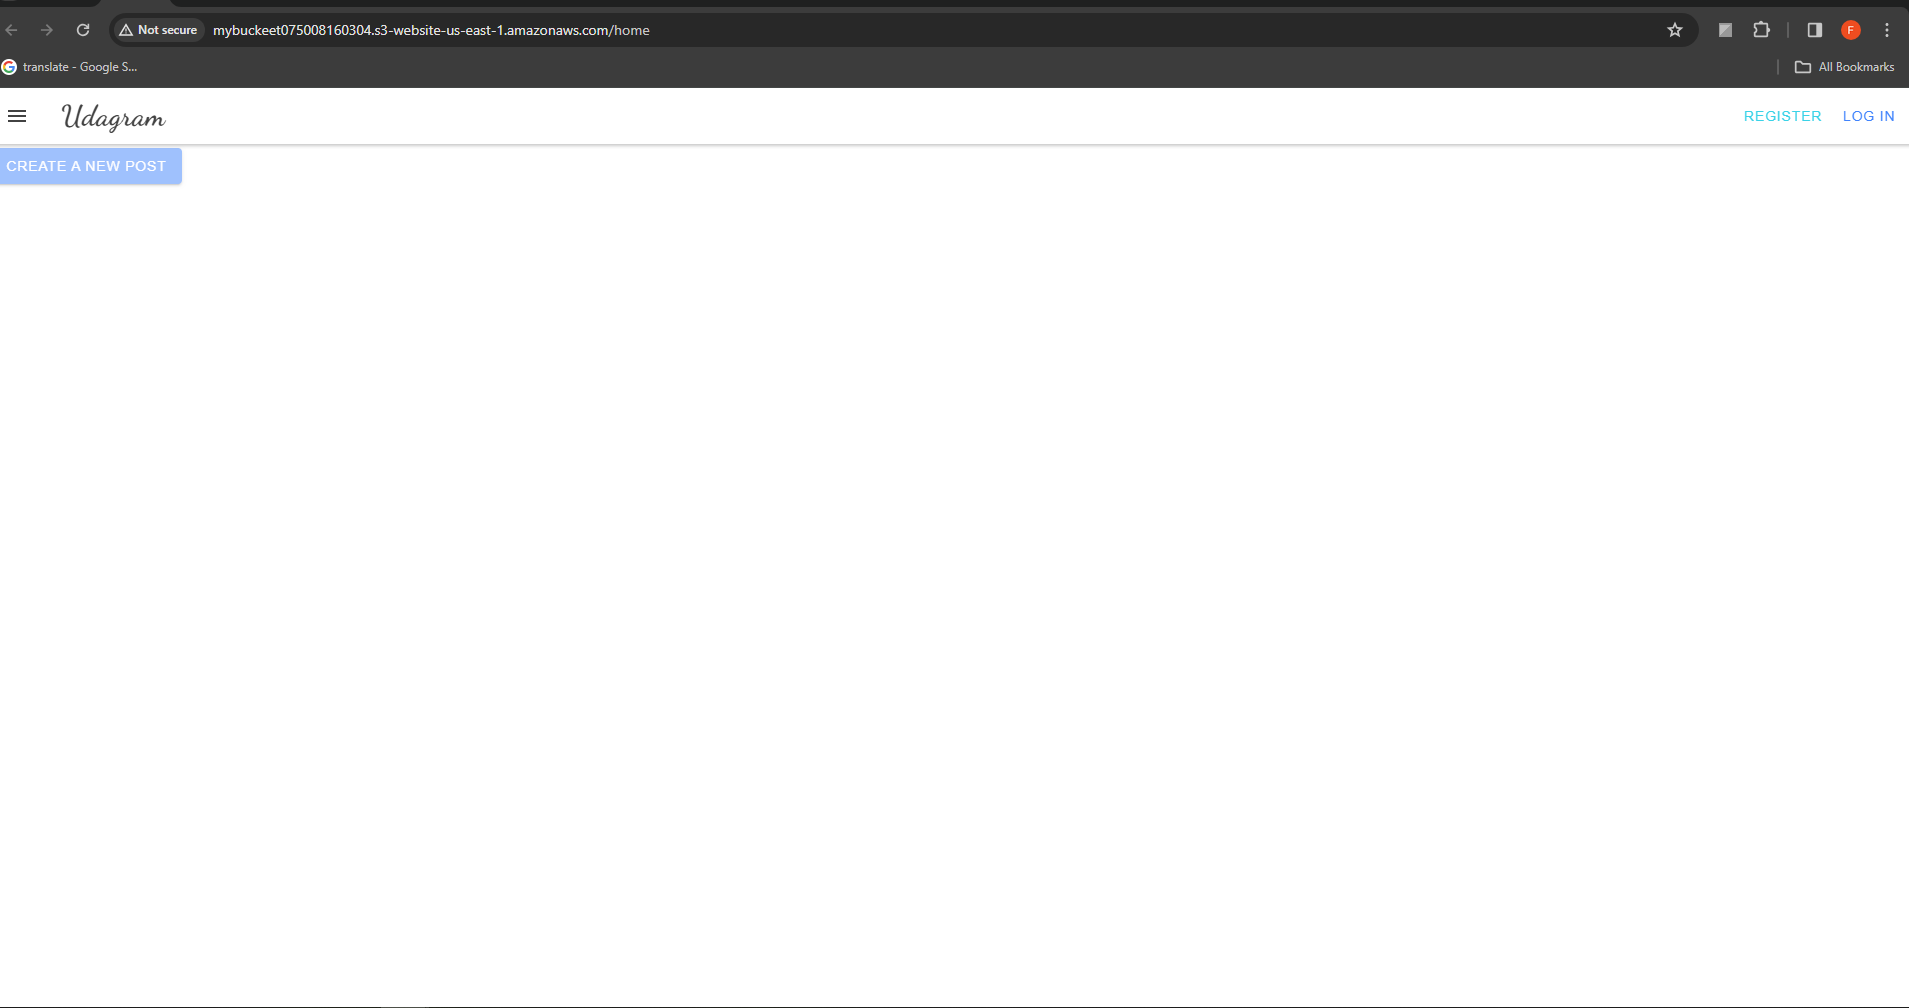 Not secure mybuckeet075008160304.s3-website-us-east-1.amazonaws.com/home F
translate - Google S... All Bookmarks
Udagram REGISTER LOG IN
CREATE A NEW POST